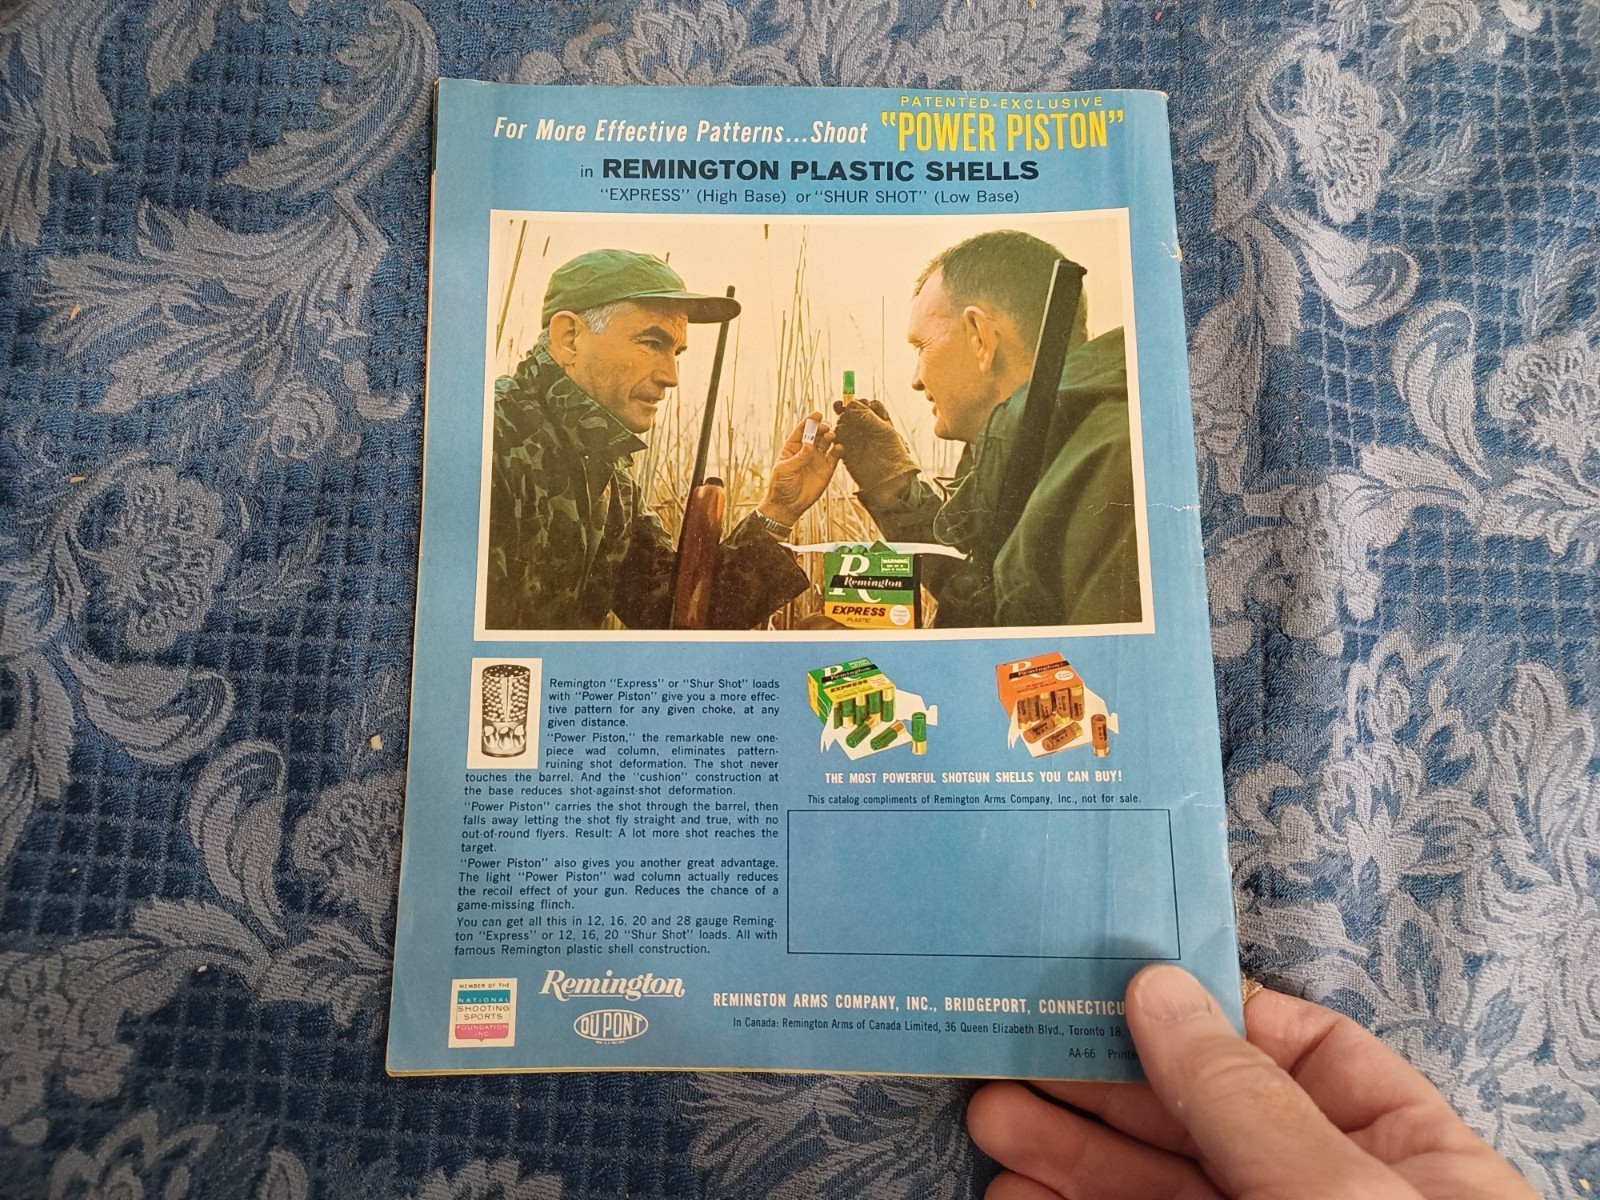 PATENTED-EXCLUSIVE
For More Effective Patterns...Shoot "POWER PISTON"
in REMINGTON PLASTIC SHELLS
"EXPRESS" (High Base) or "SHUR SHOT" (Low Base)
R
WARNING
Remington
EXPRESS
PLASTIC
Remington "Express" or "Shur Shot" loads
with "Power Piston" give you a more effec-
tive pattern for any given choke, at any
given distance.
"Power Piston," the remarkable new one-
piece wad column, eliminates pattern-
ruining shot deformation. The shot never
touches the barrel. And the "cushion" construction at
the base reduces shot-against-shot deformation.
"Power Piston" carries the shot through the barrel, then
falls away letting the shot fly straight and true, with no
out-of-round flyers. Result: A lot more shot reaches the
target.
"Power Piston" also gives you another great advantage.
The light "Power Piston" wad column actually reduces
the recoil effect of your gun. Reduces the chance of a
game-missing flinch.
You can get all this in 12, 16, 20 and 28 gauge Reming-
ton "Express" or 12, 16, 20 "Shur Shot" loads. All with
famous Remington plastic shell construction.
R
Remington
EXPRESS
R
Remington
THE MOST POWERFUL SHOTGUN SHELLS YOU CAN BUY!
This catalog compliments of Remington Arms Company, Inc., not for sale.
MEMBER OF THE
NATIONAL
SHOOTING
SPORTS
FOUNDATION
INC
Remington
DU PONT
REMINGTON ARMS COMPANY, INC., BRIDGEPORT, CONNECTICU
In Canada: Remington Arms of Canada Limited, 36 Queen Elizabeth Blvd., Toronto 18,
AA-66 Printe